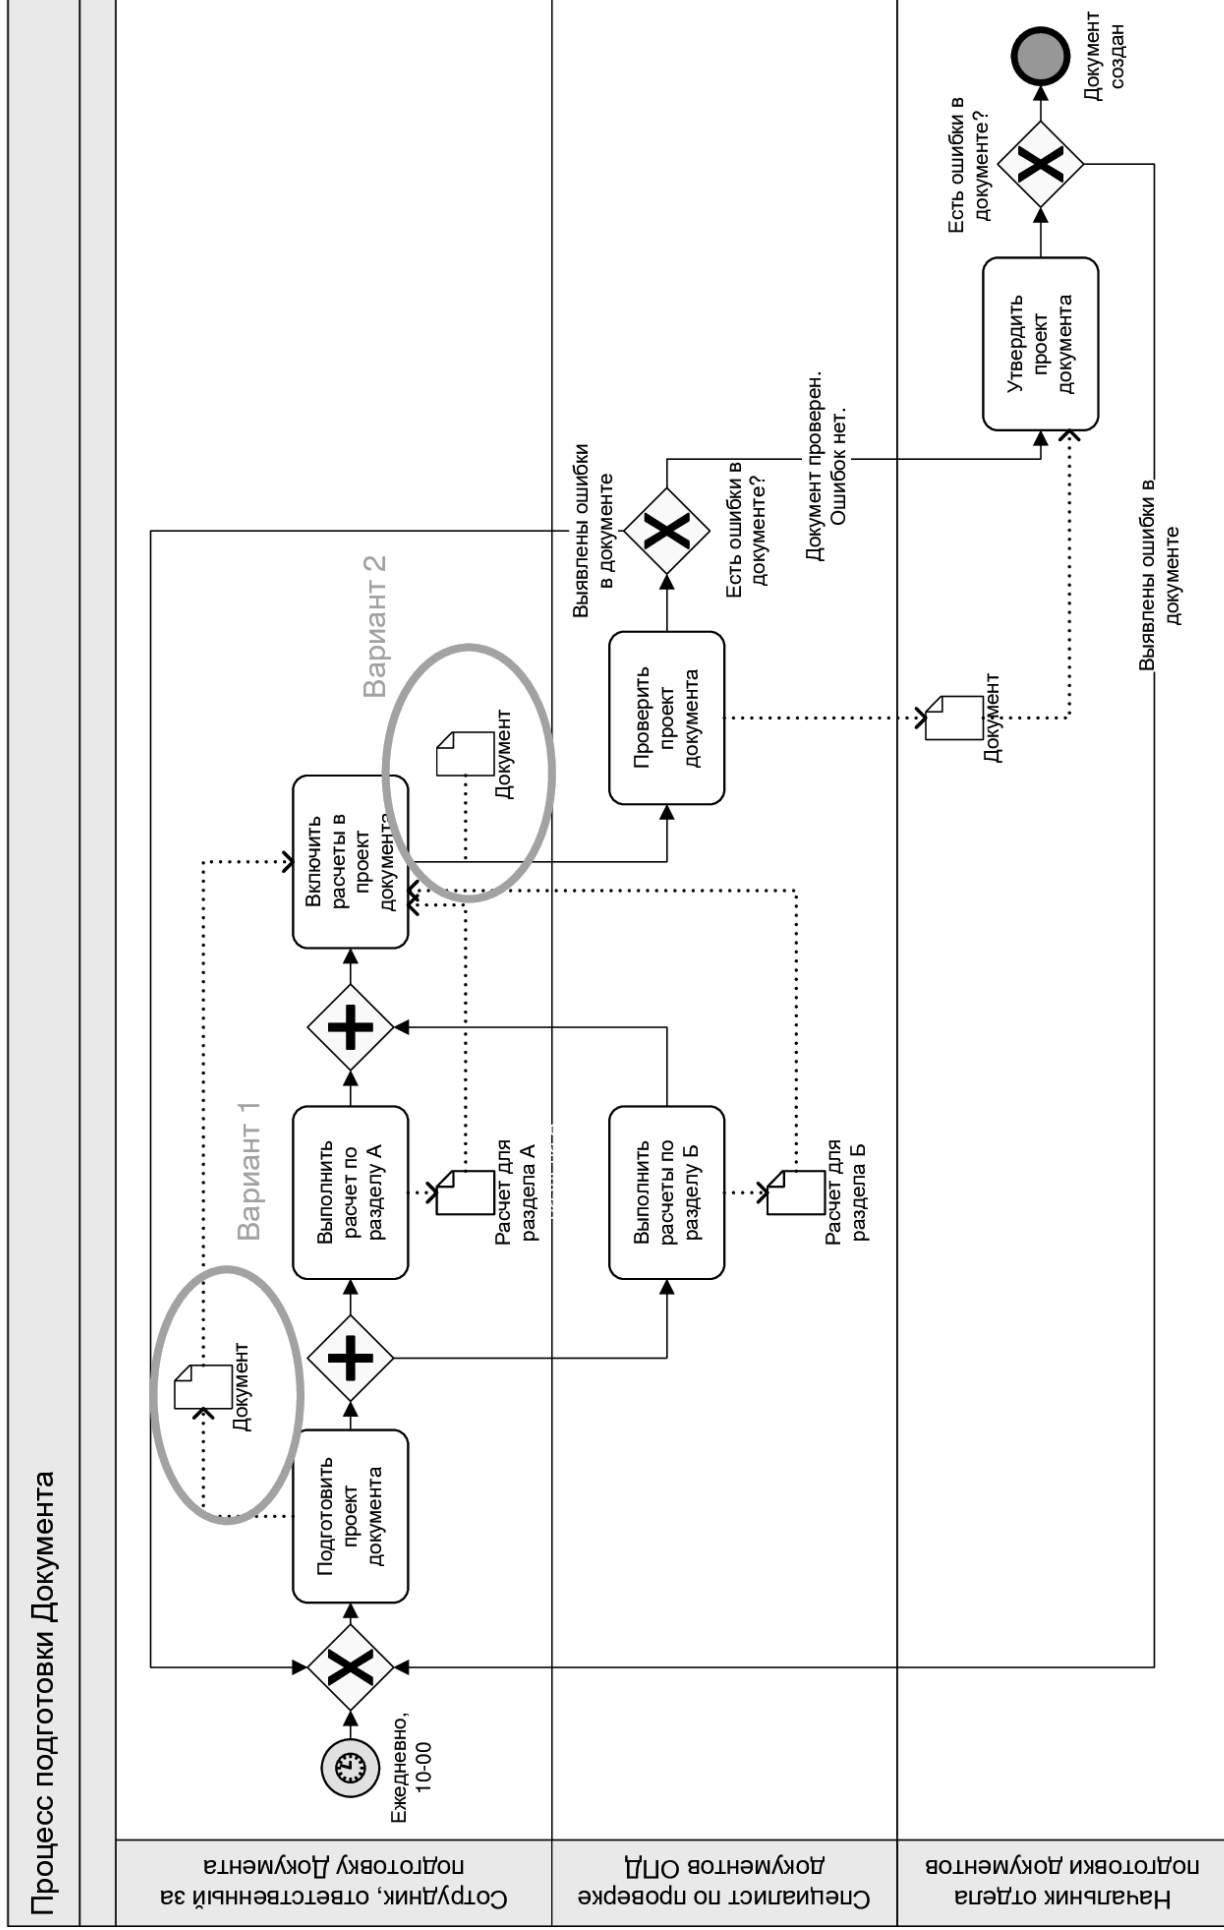 Процесс подготовки Документа
Сотрудник, ответственный за
подготовку Документа
Специалист по проверке
документов ОПД
Начальник отдела
подготовки документов
Ежедневно,
10-00
Подготовить
проект
документа
Документ
Вариант 1
Выполнить
расчет по
разделу А
Расчет для
раздела А
Выполнить
расчеты по
разделу Б
Расчет для
раздела Б
Включить
расчеты в
проект
документа
Вариант 2
Документ
Проверить
проект
документа
Документ
Выявлены ошибки
в документе
Есть ошибки в
документе?
Документ проверен.
Ошибок нет.
Утвердить
проект
документа
Есть ошибки в
документе?
Выявлены ошибки в
документе
Документ
создан